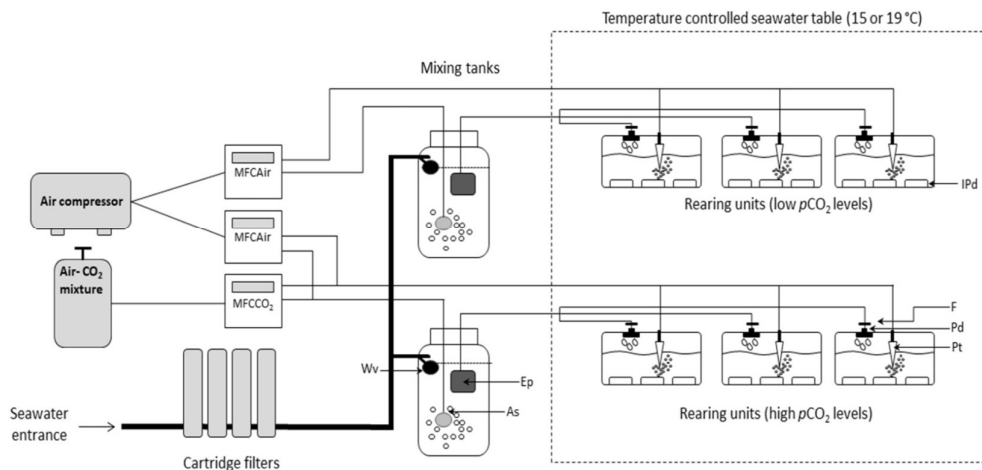 Temperature controlled seawater table (15 or 19 °C)
Mixing tanks
MFCAir
Air compressor
IPd
Rearing units (low pCO₂ levels)
MFCAir
Air- CO₂
mixture
MFCCO₂
F
Pd
Pt
Wv
Ep
As
Seawater
entrance
Rearing units (high pCO₂ levels)
Cartridge filters